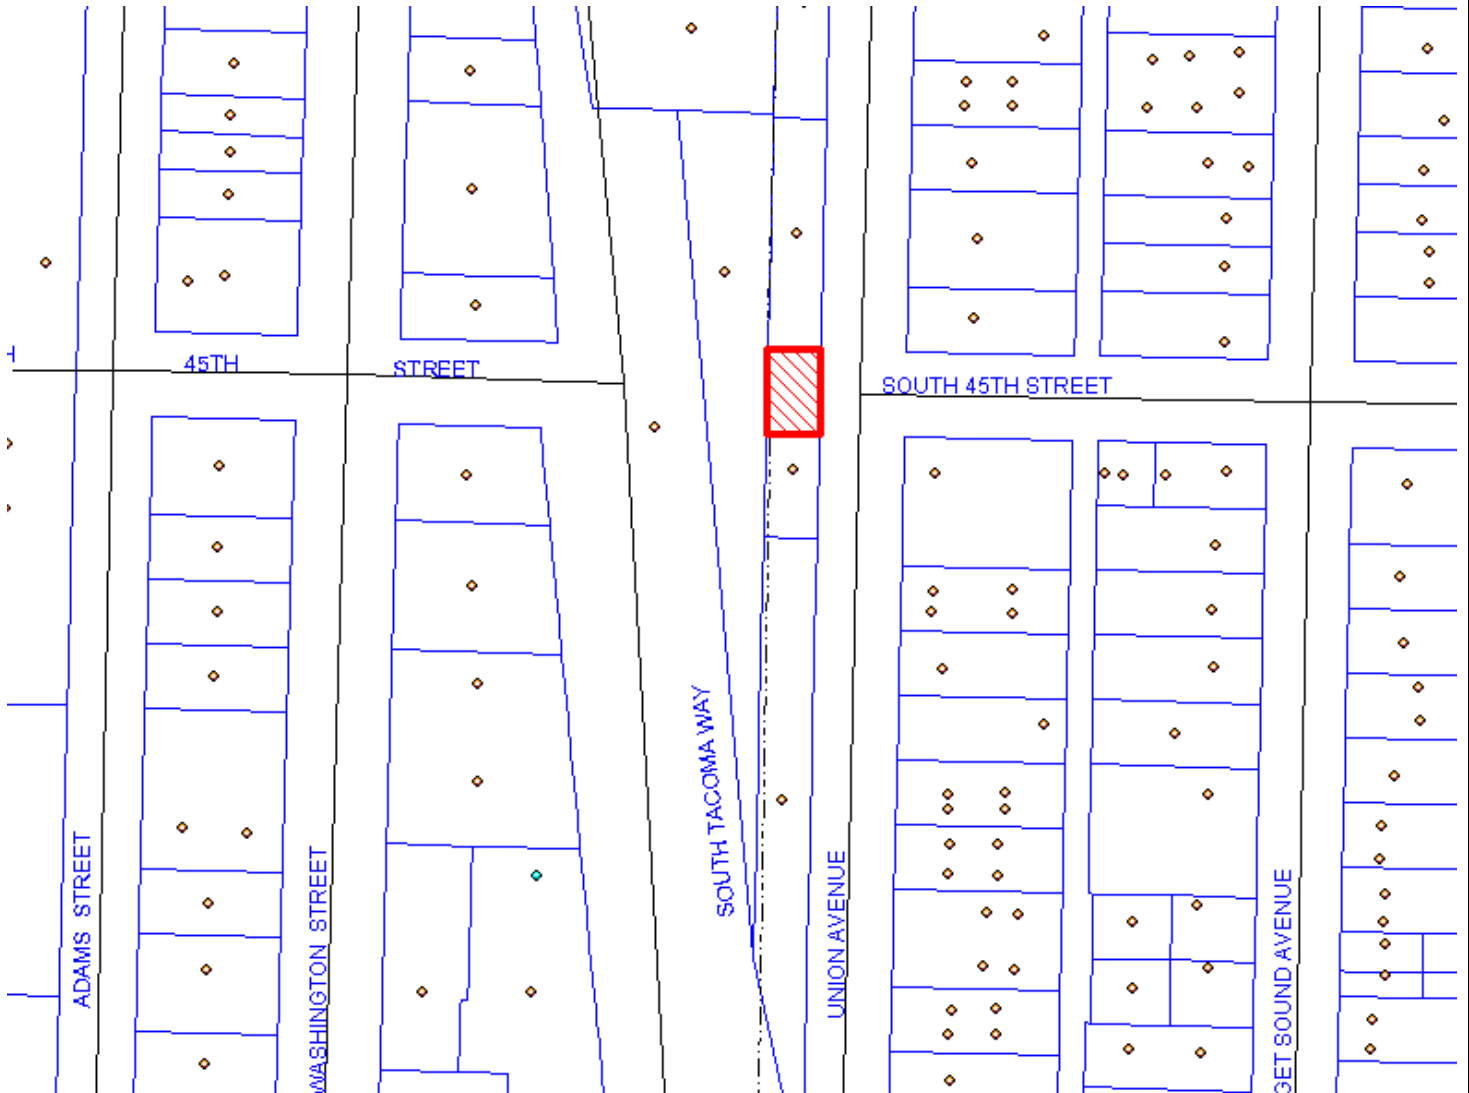 45TH
STREET
SOUTH 45TH STREET
SOUTH TACOMA WAY
ADAMS STREET
WASHINGTON STREET
UNION AVENUE
GET SOUND AVENUE